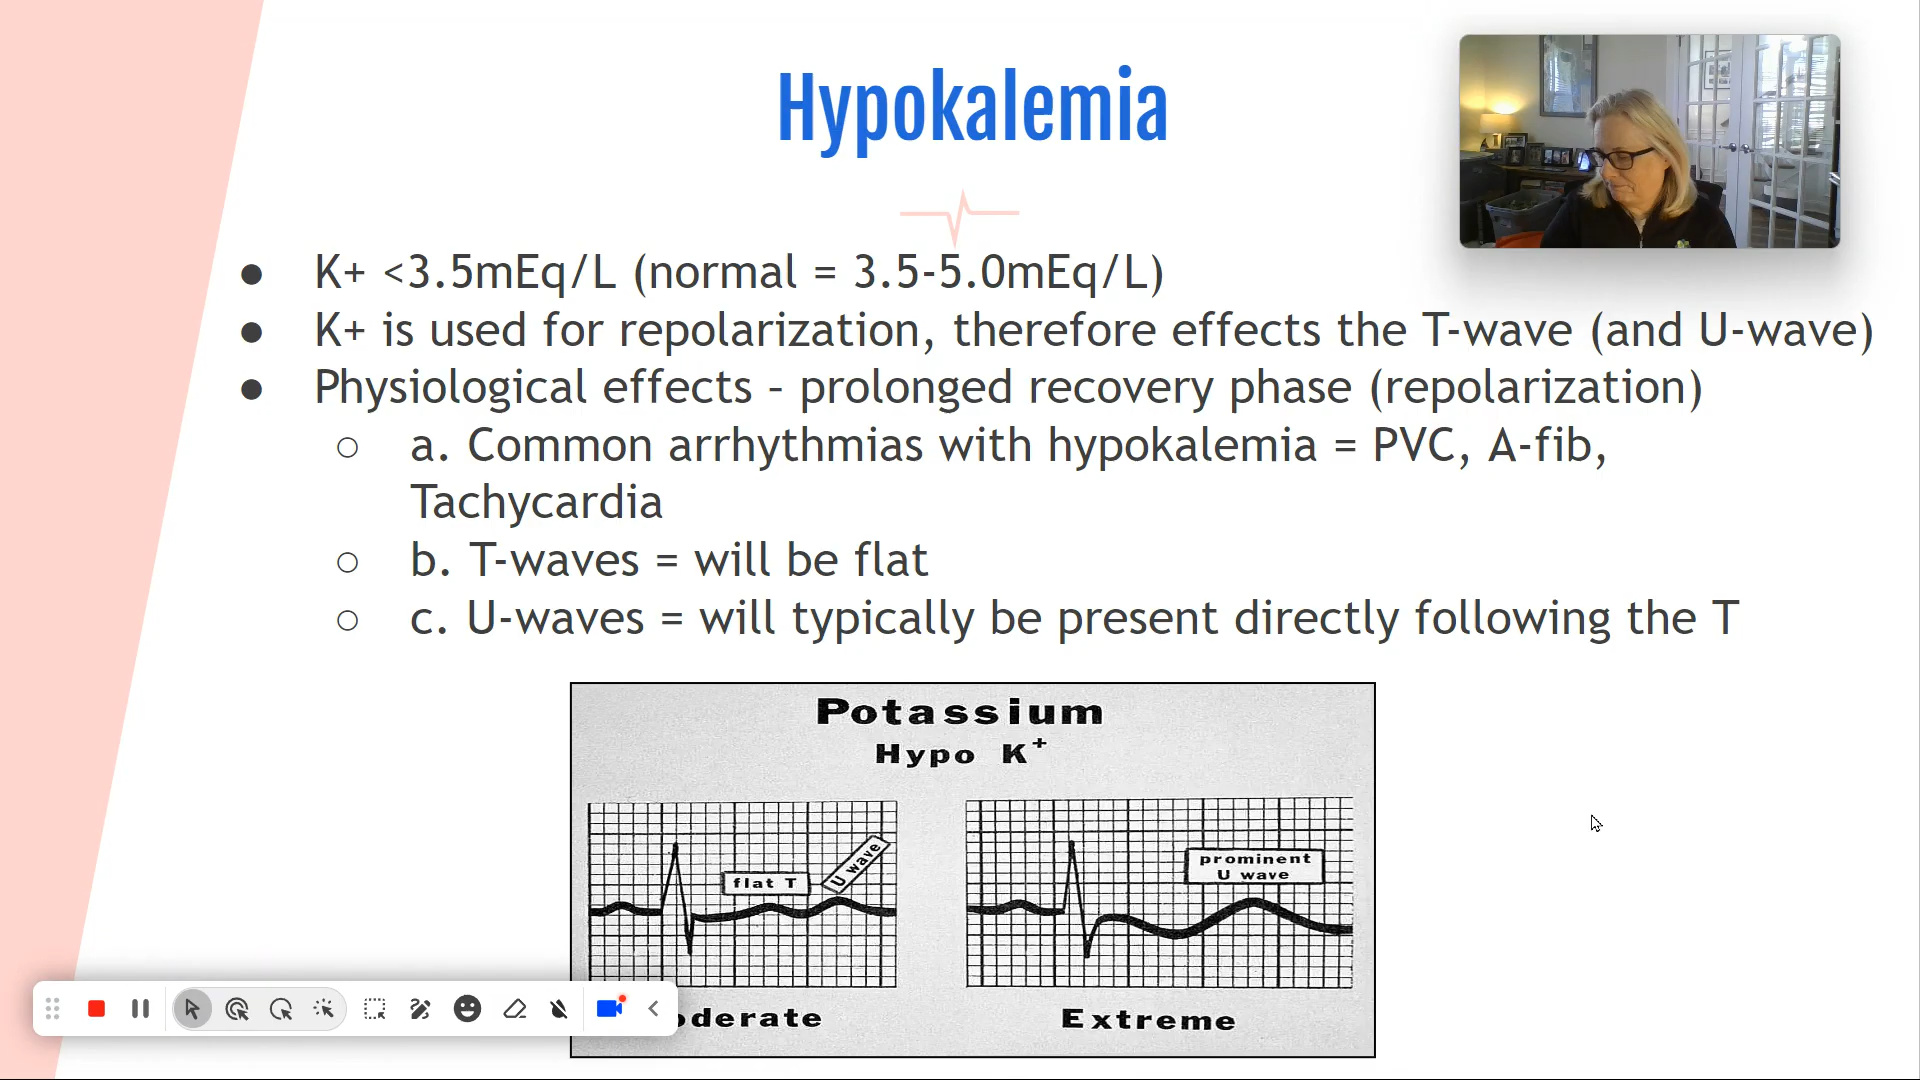 Hypokalemia
K+ <3.5mEq/L (normal = 3.5-5.0mEq/L)
K+ is used for repolarization, therefore effects the T-wave (and U-wave)
Physiological effects – prolonged recovery phase (repolarization)
a. Common arrhythmias with hypokalemia = PVC, A-fib,
Tachycardia
b. T-waves = will be flat
c. U-waves = will typically be present directly following the T
Potassium
Hypo K+
flat T
U wave
prominent
U wave
oderate
Extreme